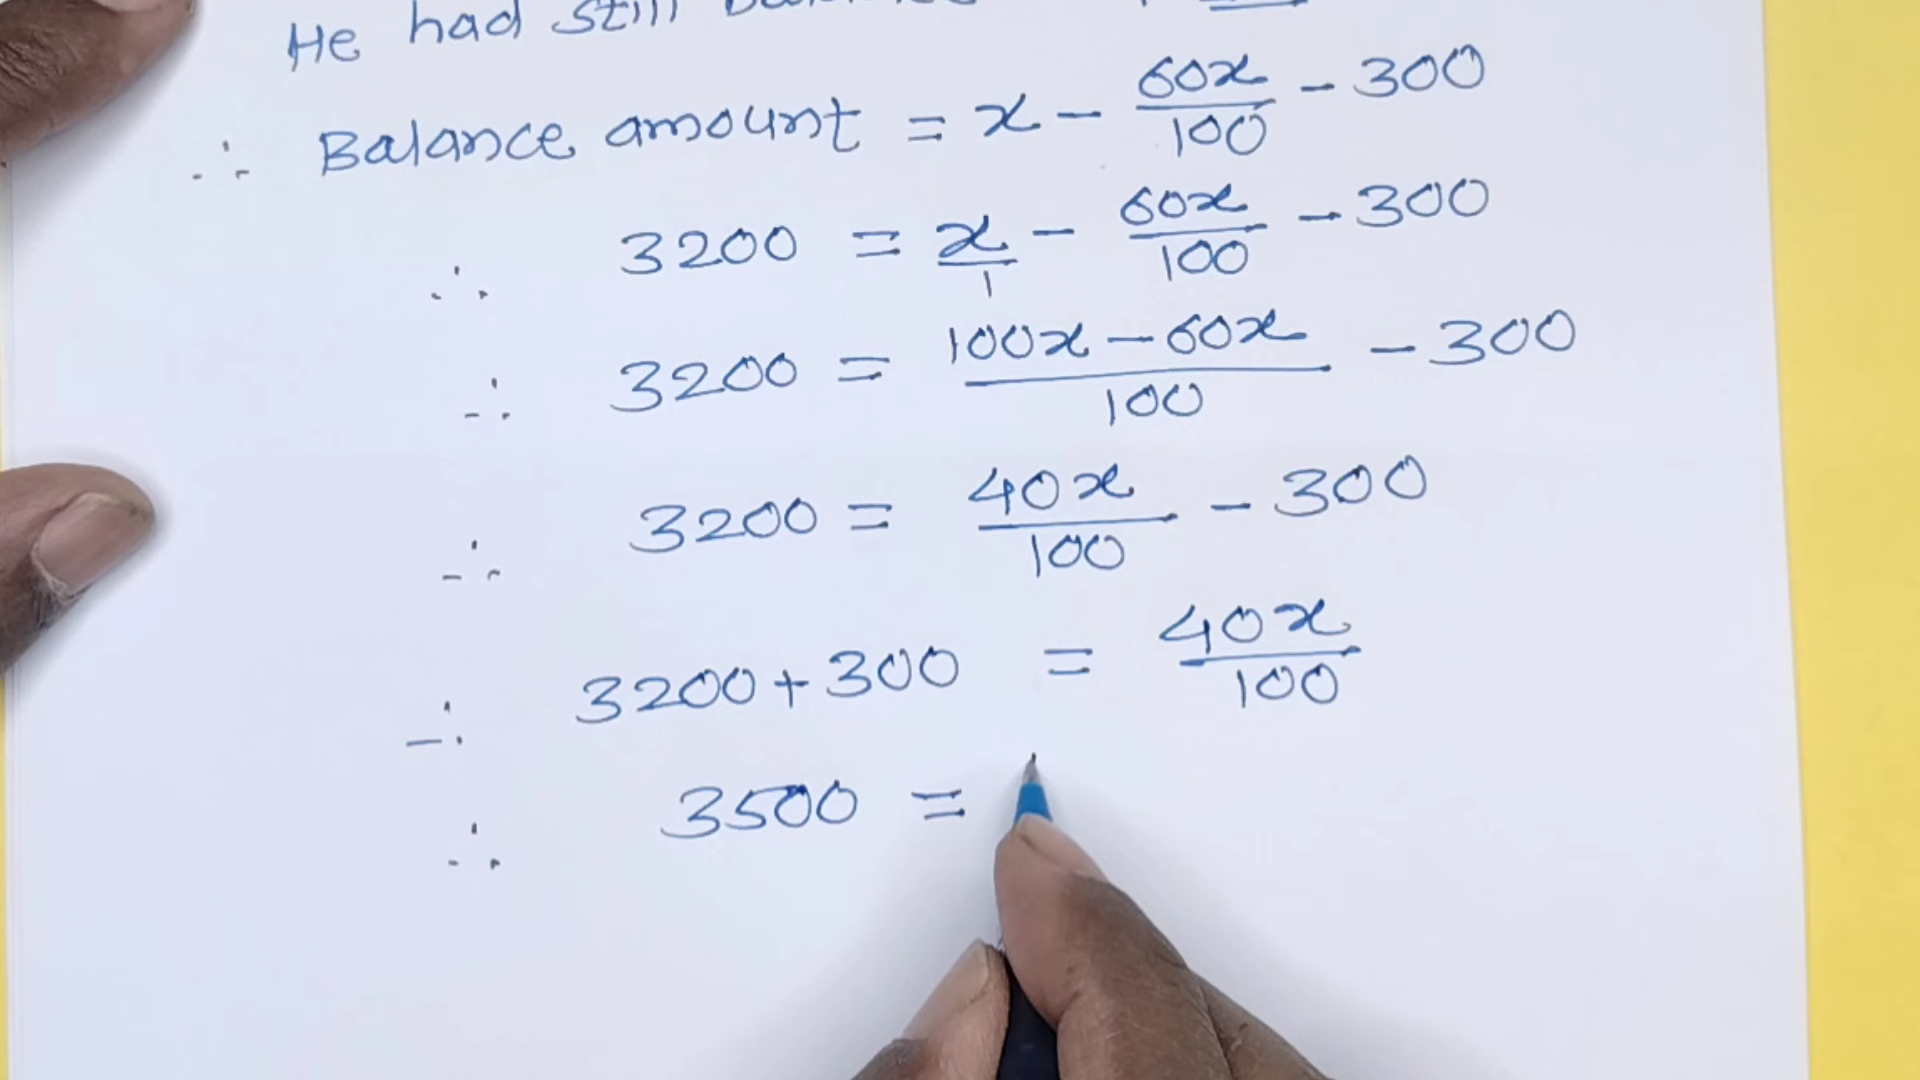 He had still
∴ Balance amount = x - 60x/100 - 300
∴ 3200 = x/1 - 60x/100 - 300
∴ 3200 = 100x - 60x/100 - 300
∴ 3200 = 40x/100 - 300
∴ 3200 + 300 = 40x/100
∴ 3500 =